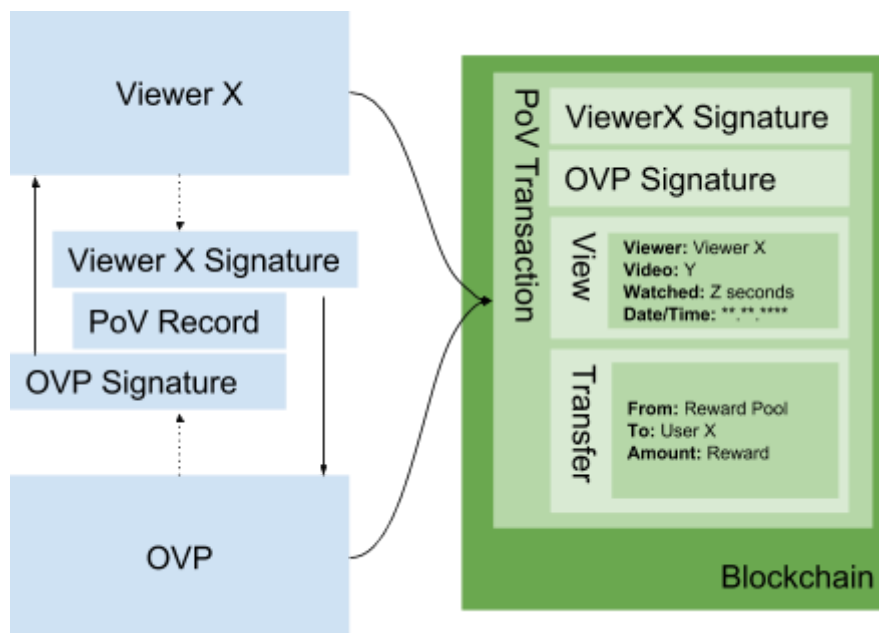 Viewer X
Viewer X Signature
PoV Record
OVP Signature
OVP
PoV Transaction
ViewerX Signature
OVP Signature
View
Viewer: Viewer X
Video: Y
Watched: Z seconds
Date/Time: **.**.****
Transfer
From: Reward Pool
To: User X
Amount: Reward
Blockchain